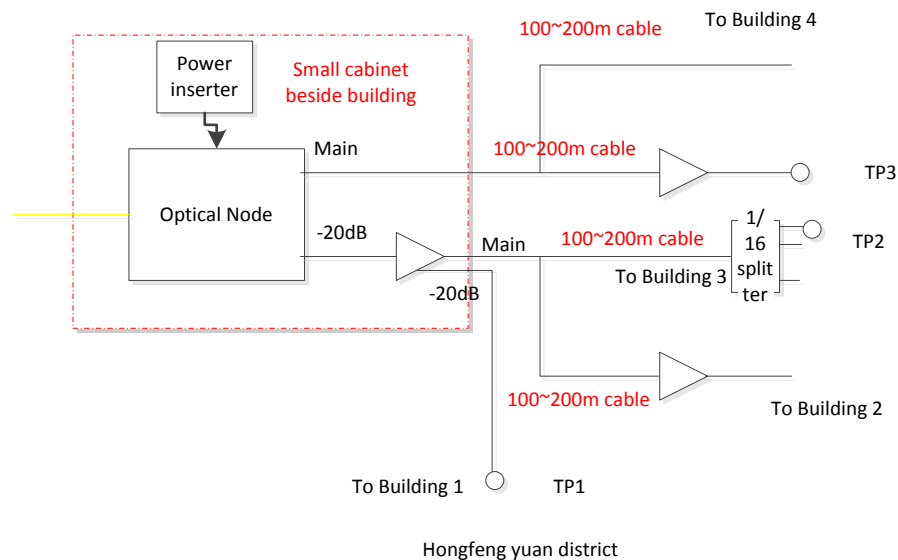 To Building 4
100~200m cable
Power
inserter
Small cabinet
beside building
Main
100~200m cable
TP3
Optical Node
1/
16
split
ter
-20dB
Main
100~200m cable
TP2
To Building 3
-20dB
100~200m cable
To Building 2
To Building 1
TP1
Hongfeng yuan district